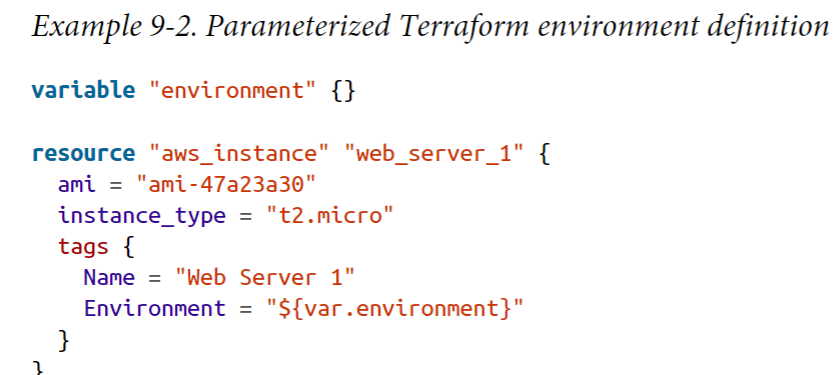 Example 9-2. Parameterized Terraform environment definition
variable "environment" {}
resource "aws_instance" "web_server_1" {
  ami = "ami-47a23a30"
  instance_type = "t2.micro"
  tags {
    Name = "Web Server 1"
    Environment = "${var.environment}"
  }
}